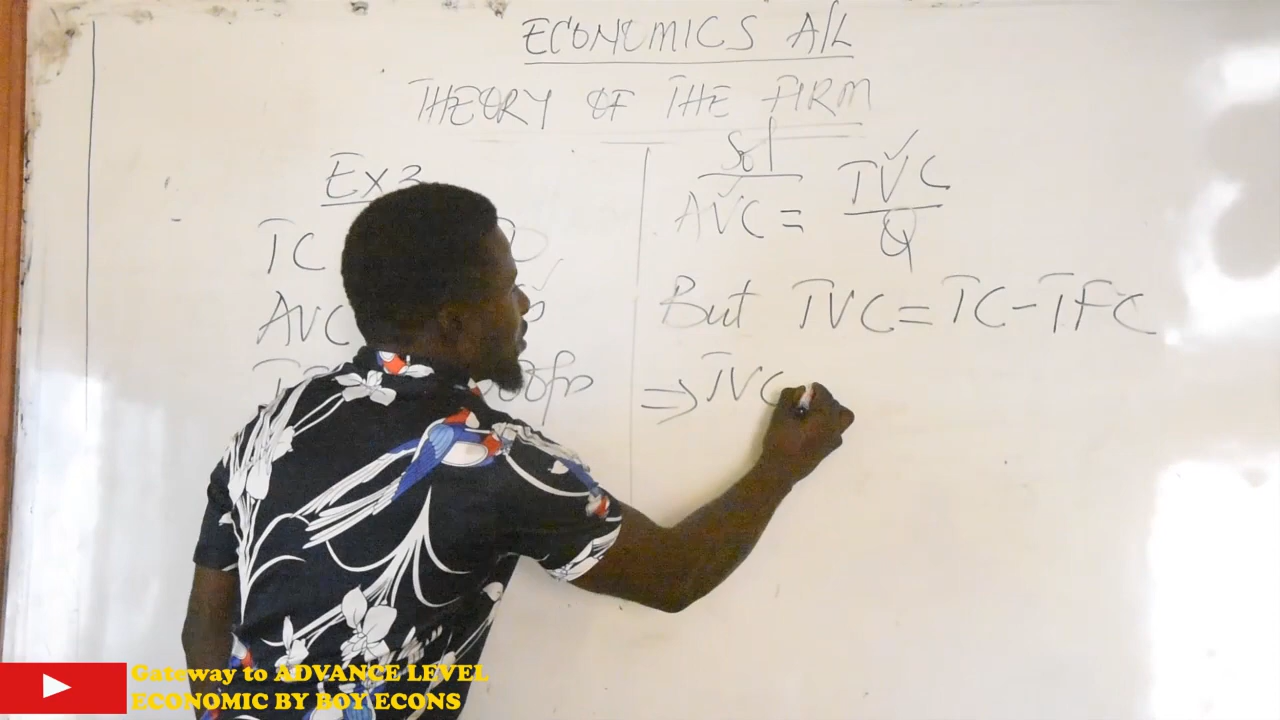 ECONOMICS A/L
THEORY OF THE FIRM
Ex3
TC
AVC
Sol
AVC = TVC
Q
But TVC = TC - TFC
⇒ TVC
Gateway to ADVANCE LEVEL
ECONOMIC BY BOY ECONS